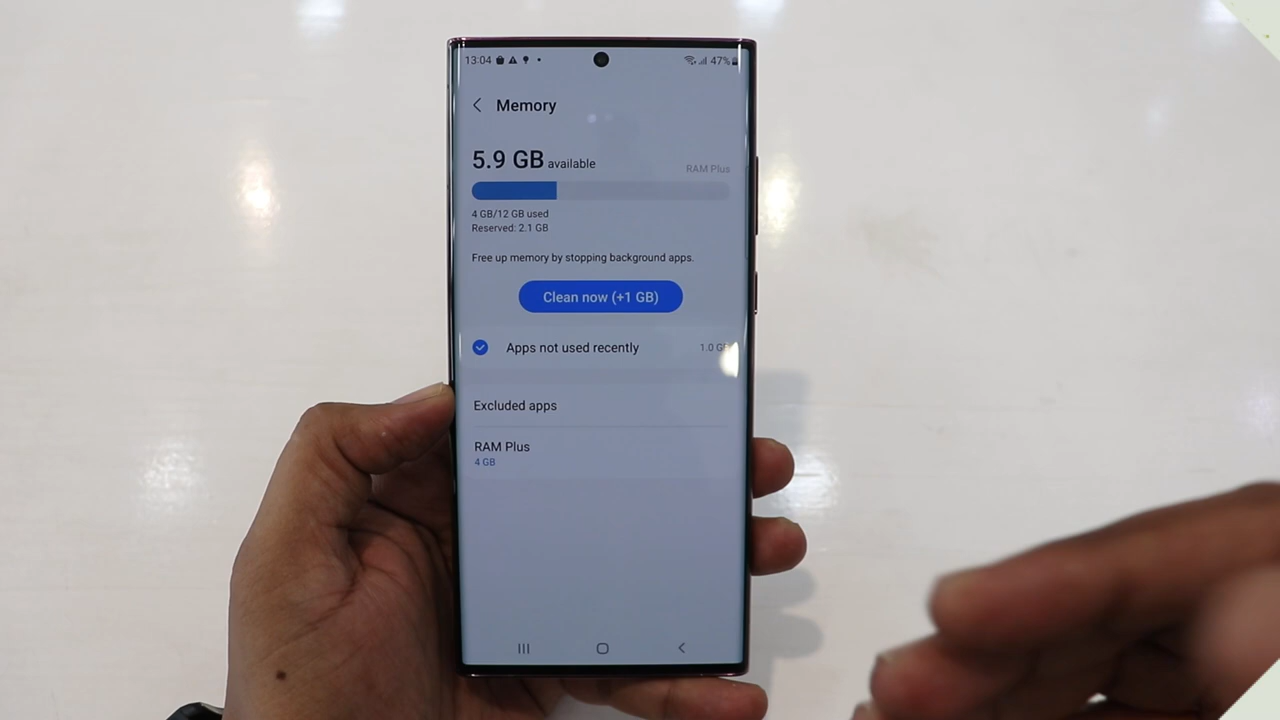 13:04
47%
Memory
5.9 GB available
RAM Plus
4 GB/12 GB used
Reserved: 2.1 GB
Free up memory by stopping background apps.
Clean now (+1 GB)
Apps not used recently
1.0 GB
Excluded apps
RAM Plus
4 GB